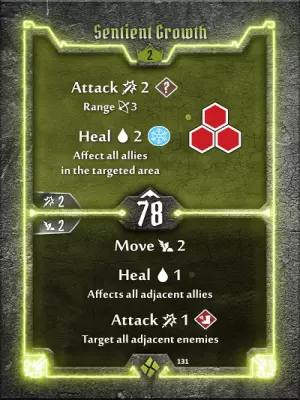 Sentient Growth
2
Attack 2 ?
Range 3
Heal 2
Affect all allies
in the targeted area
2
78
2
Move 2
Heal 1
Affects all adjacent allies
Attack 1
Target all adjacent enemies
131